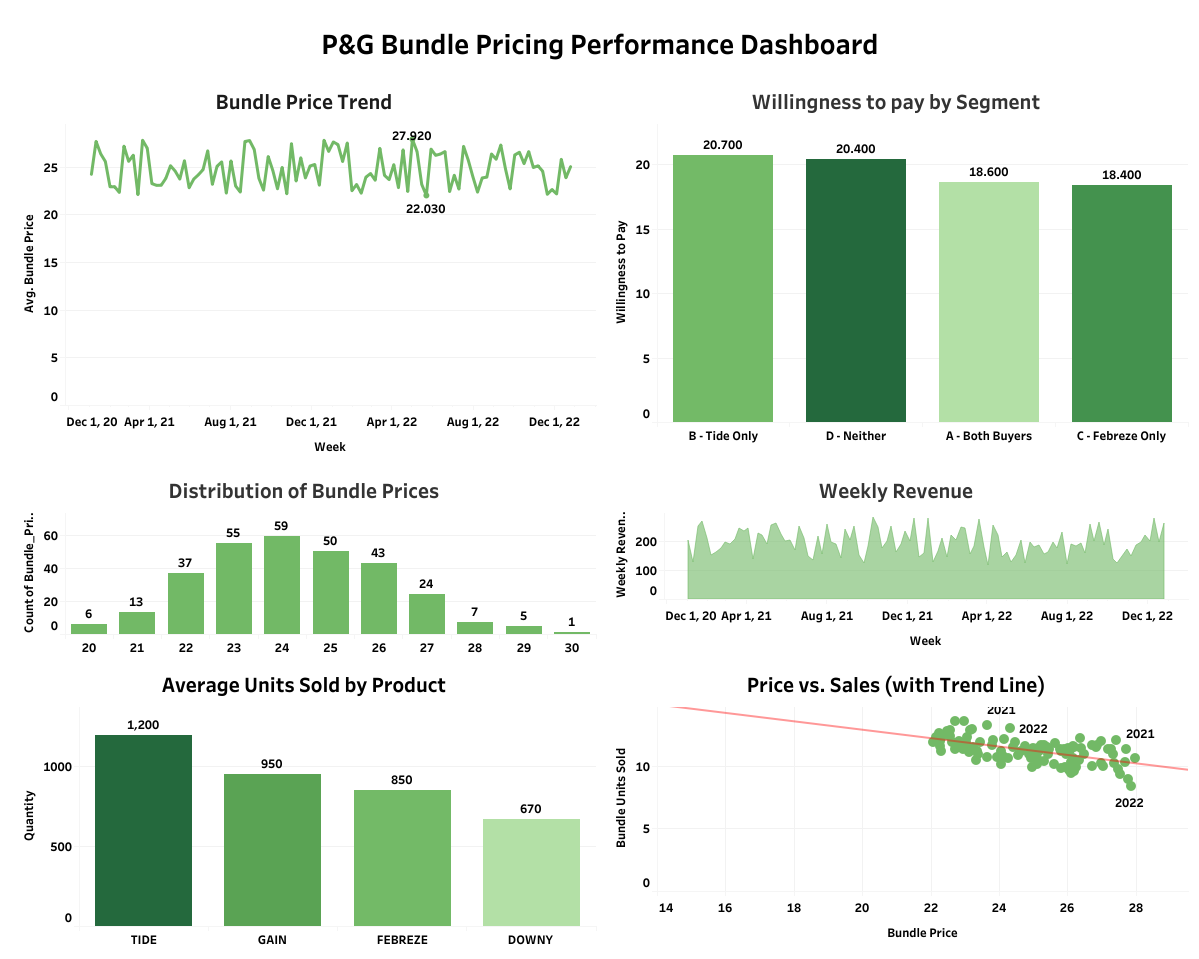 P&G Bundle Pricing Performance Dashboard
Bundle Price Trend
27.920
22.030
25
20
15
10
5
0
Avg. Bundle Price
Dec 1, 20 Apr 1, 21 Aug 1, 21 Dec 1, 21 Apr 1, 22 Aug 1, 22 Dec 1, 22
Week
Willingness to pay by Segment
20.700 20.400 18.600 18.400
20
15
10
5
0
Willingness to Pay
B - Tide Only D - Neither A - Both Buyers C - Febreze Only
Distribution of Bundle Prices
6 13 37 55 59 50 43 24 7 5 1
60
40
20
0
Count of Bundle_Pri..
20 21 22 23 24 25 26 27 28 29 30
Weekly Revenue
200
100
0
Weekly Reven..
Dec 1, 20 Apr 1, 21 Aug 1, 21 Dec 1, 21 Apr 1, 22 Aug 1, 22 Dec 1, 22
Week
Average Units Sold by Product
1,200 950 850 670
1000
500
0
Quantity
TIDE GAIN FEBREZE DOWNY
Price vs. Sales (with Trend Line)
2021
2022
2021
2022
10
5
0
Bundle Units Sold
14 16 18 20 22 24 26 28
Bundle Price